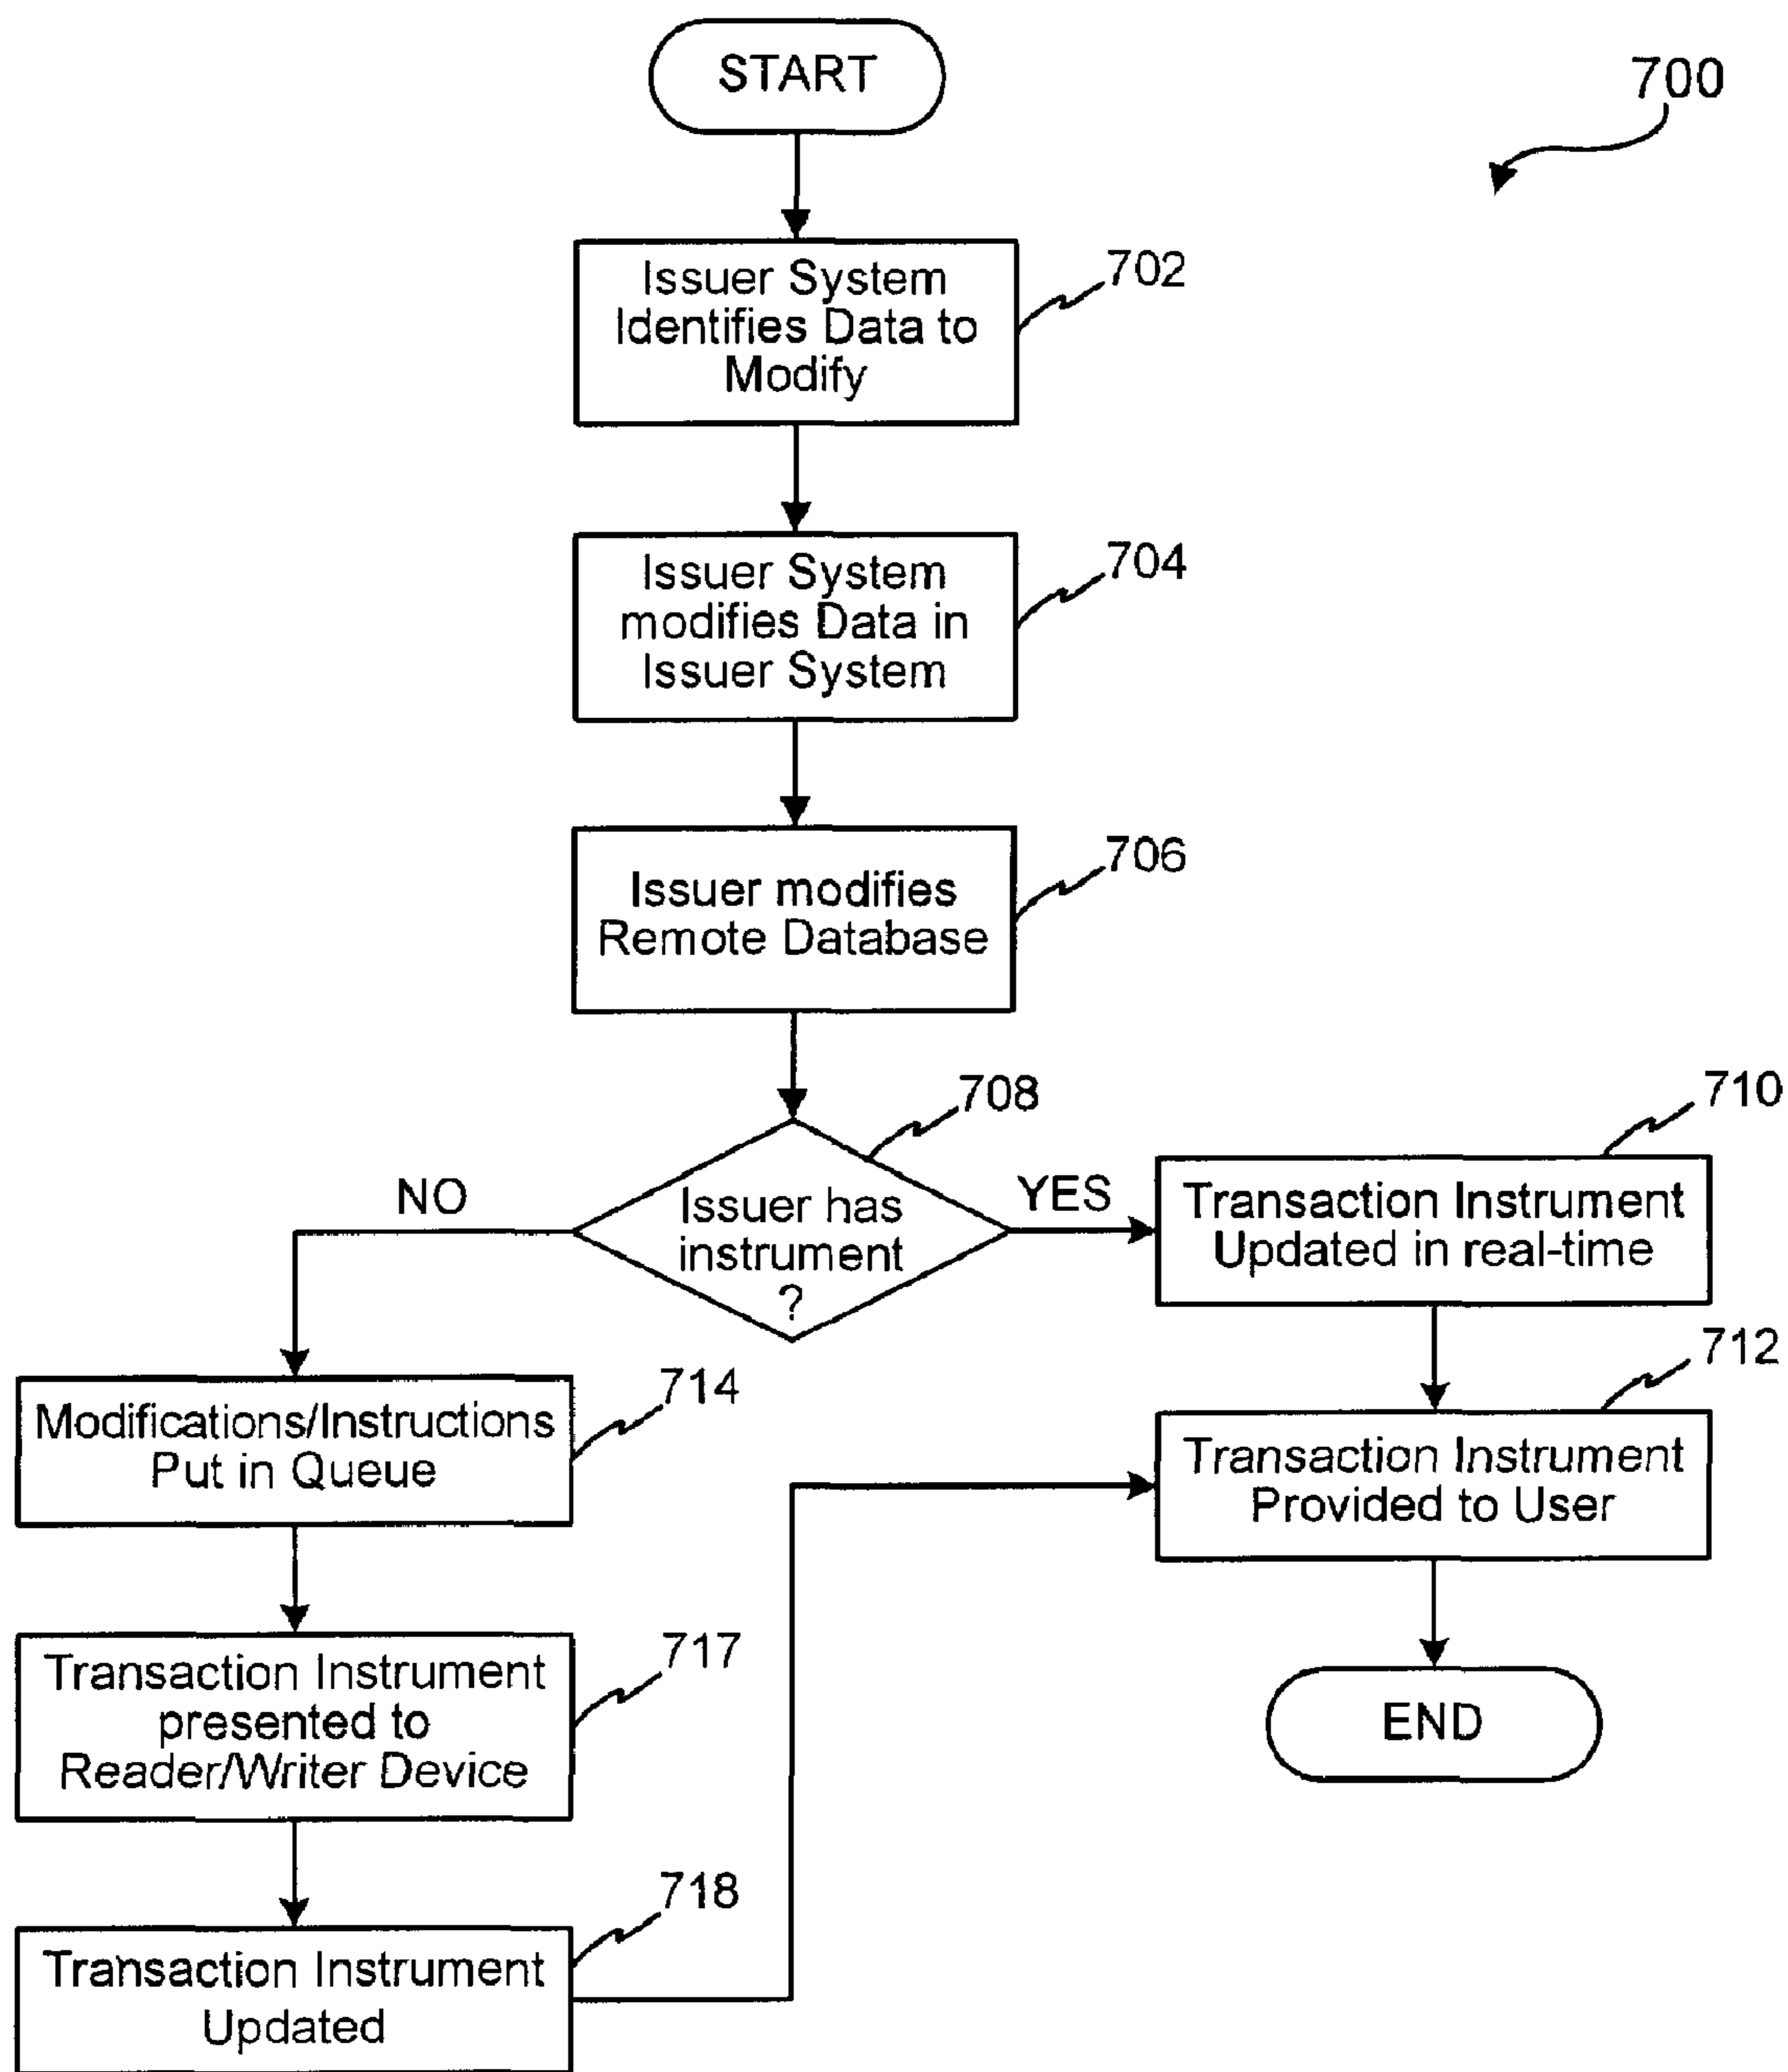 START
700
Issuer System
Identifies Data to
Modify
702
Issuer System
modifies Data in
Issuer System
704
Issuer modifies
Remote Database
706
Issuer has
instrument
?
708
NO
YES
Transaction Instrument
Updated in real-time
710
Transaction Instrument
Provided to User
712
END
Modifications/Instructions
Put in Queue
714
Transaction Instrument
presented to
Reader/Writer Device
717
Transaction Instrument
Updated
718